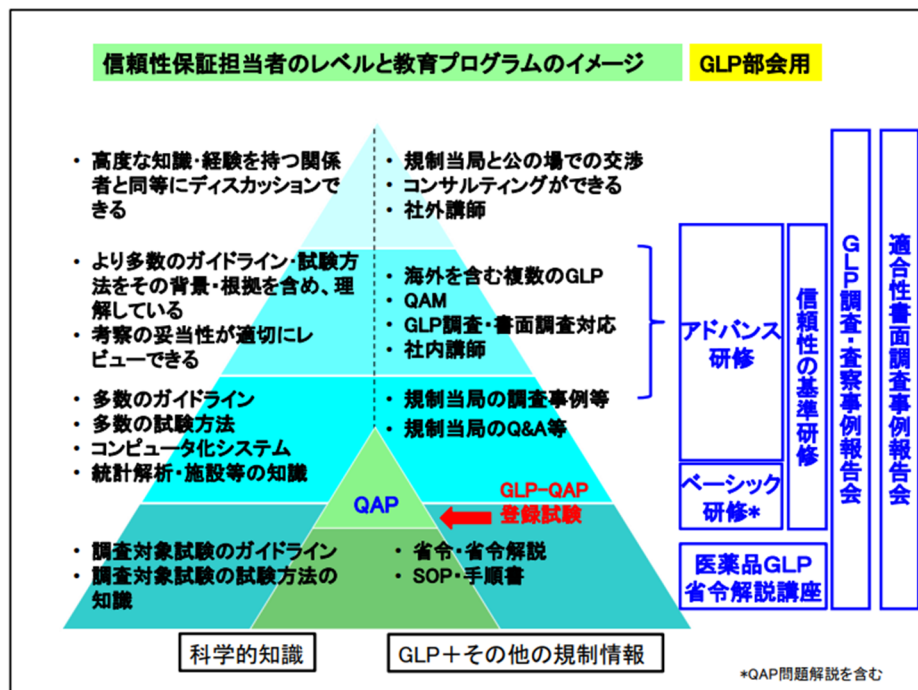 信頼性保証担当者のレベルと教育プログラムのイメージ
GLP部会用
・ 高度な知識・経験を持つ関係
者と同等にディスカッションで
きる
・ 規制当局と公の場での交渉
・ コンサルティングができる
・ 社外講師
・ より多数のガイドライン・試験方
法をその背景・根拠を含め、理
解している
・ 考察の妥当性が適切にレ
ビューできる
・ 海外を含む複数のGLP
・ QAM
・ GLP調査・書面調査対応
・ 社内講師
・ 多数のガイドライン
・ 多数の試験方法
・ コンピュータ化システム
・ 統計解析・施設等の知識
・ 規制当局の調査事例等
・ 規制当局のQ&A等
QAP
GLP-QAP
登録試験
・ 調査対象試験のガイドライン
・ 調査対象試験の試験方法の
知識
・ 省令・省令解説
・ SOP・手順書
科学的知識
GLP＋その他の規制情報
アドバンス
研修
ベーシック
研修*
医薬品GLP
省令解説講座
信頼性の基準研修
GLP調査・査察事例報告会
適合性書面調査事例報告会
*QAP問題解説を含む